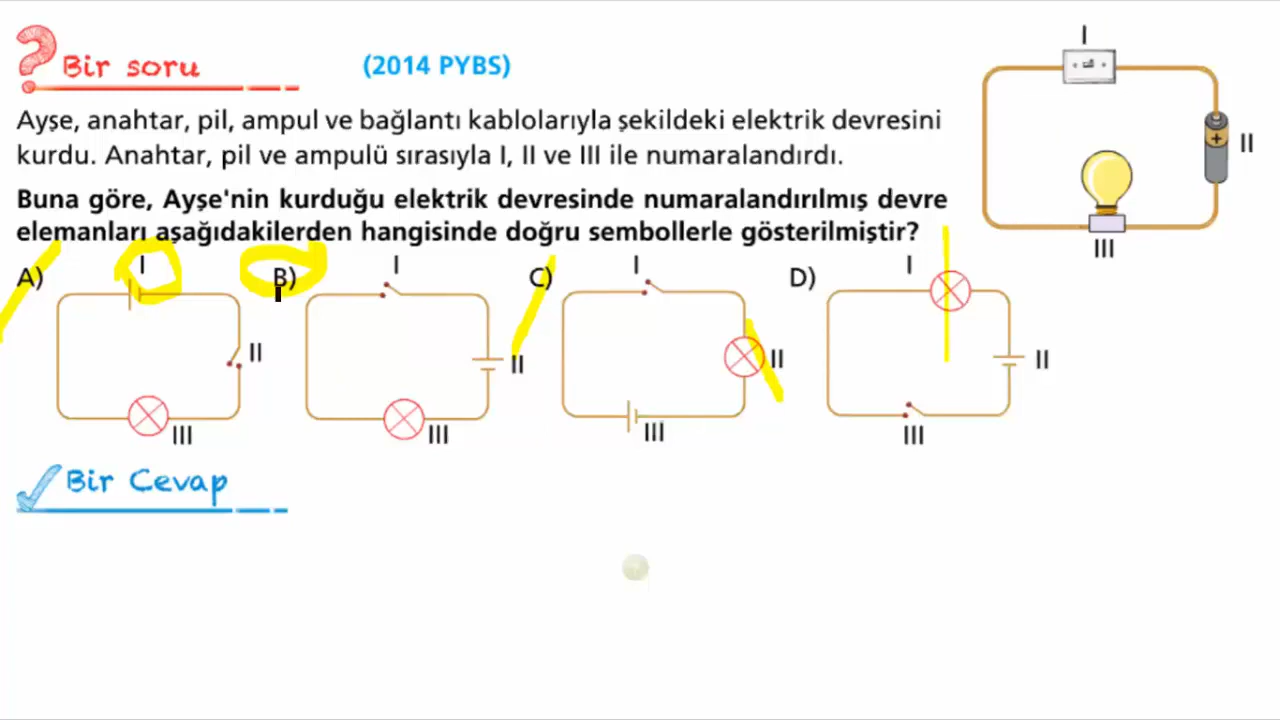 Bir soru
(2014 PYBS)
Ayşe, anahtar, pil, ampul ve bağlantı kablolarıyla şekildeki elektrik devresini
kurdu. Anahtar, pil ve ampulü sırasıyla I, II ve III ile numaralandırdı.
Buna göre, Ayşe'nin kurduğu elektrik devresinde numaralandırılmış devre
elemanları aşağıdakilerden hangisinde doğru sembollerle gösterilmiştir?
I
+
II
III
A)
I
II
III
B)
I
II
III
C)
I
II
III
D)
I
II
III
Bir Cevap